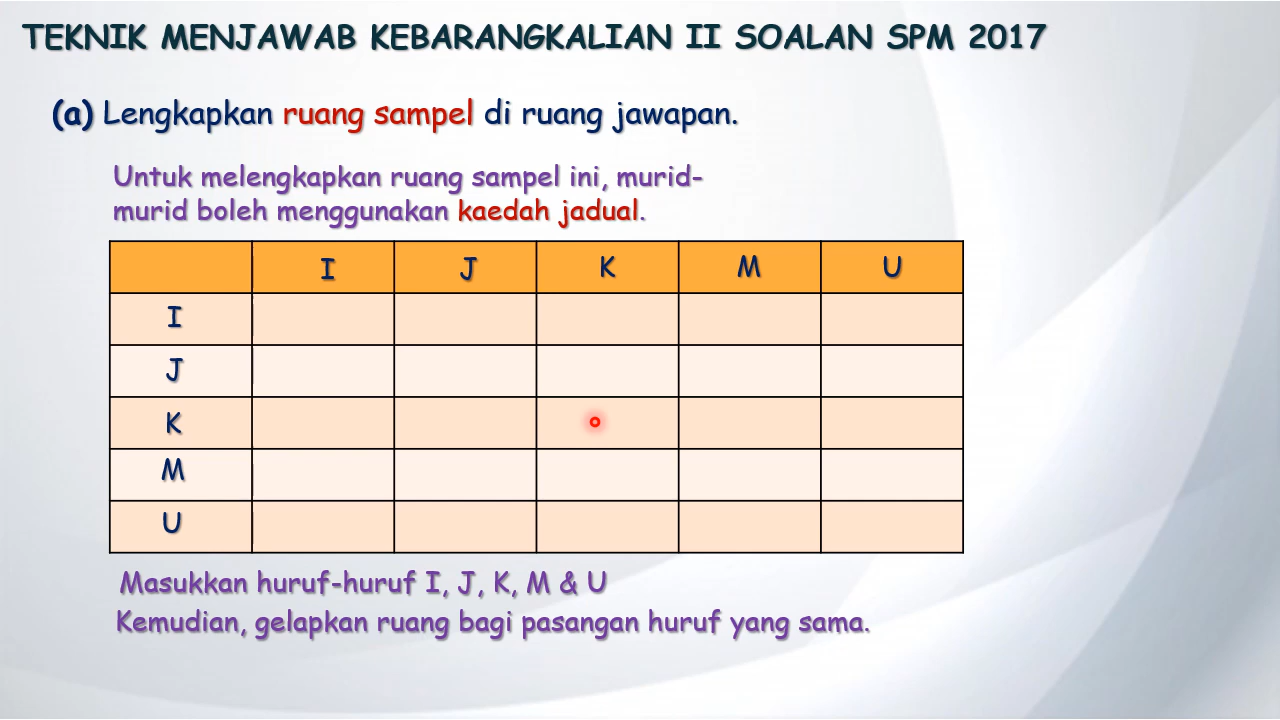 TEKNIK MENJAWAB KEBARANGKALIAN II SOALAN SPM 2017
(a) Lengkapkan ruang sampel di ruang jawapan.
Untuk melengkapkan ruang sampel ini, murid-
murid boleh menggunakan kaedah jadual.
I J K M U
I
J
K
M
U
Masukkan huruf-huruf I, J, K, M & U
Kemudian, gelapkan ruang bagi pasangan huruf yang sama.